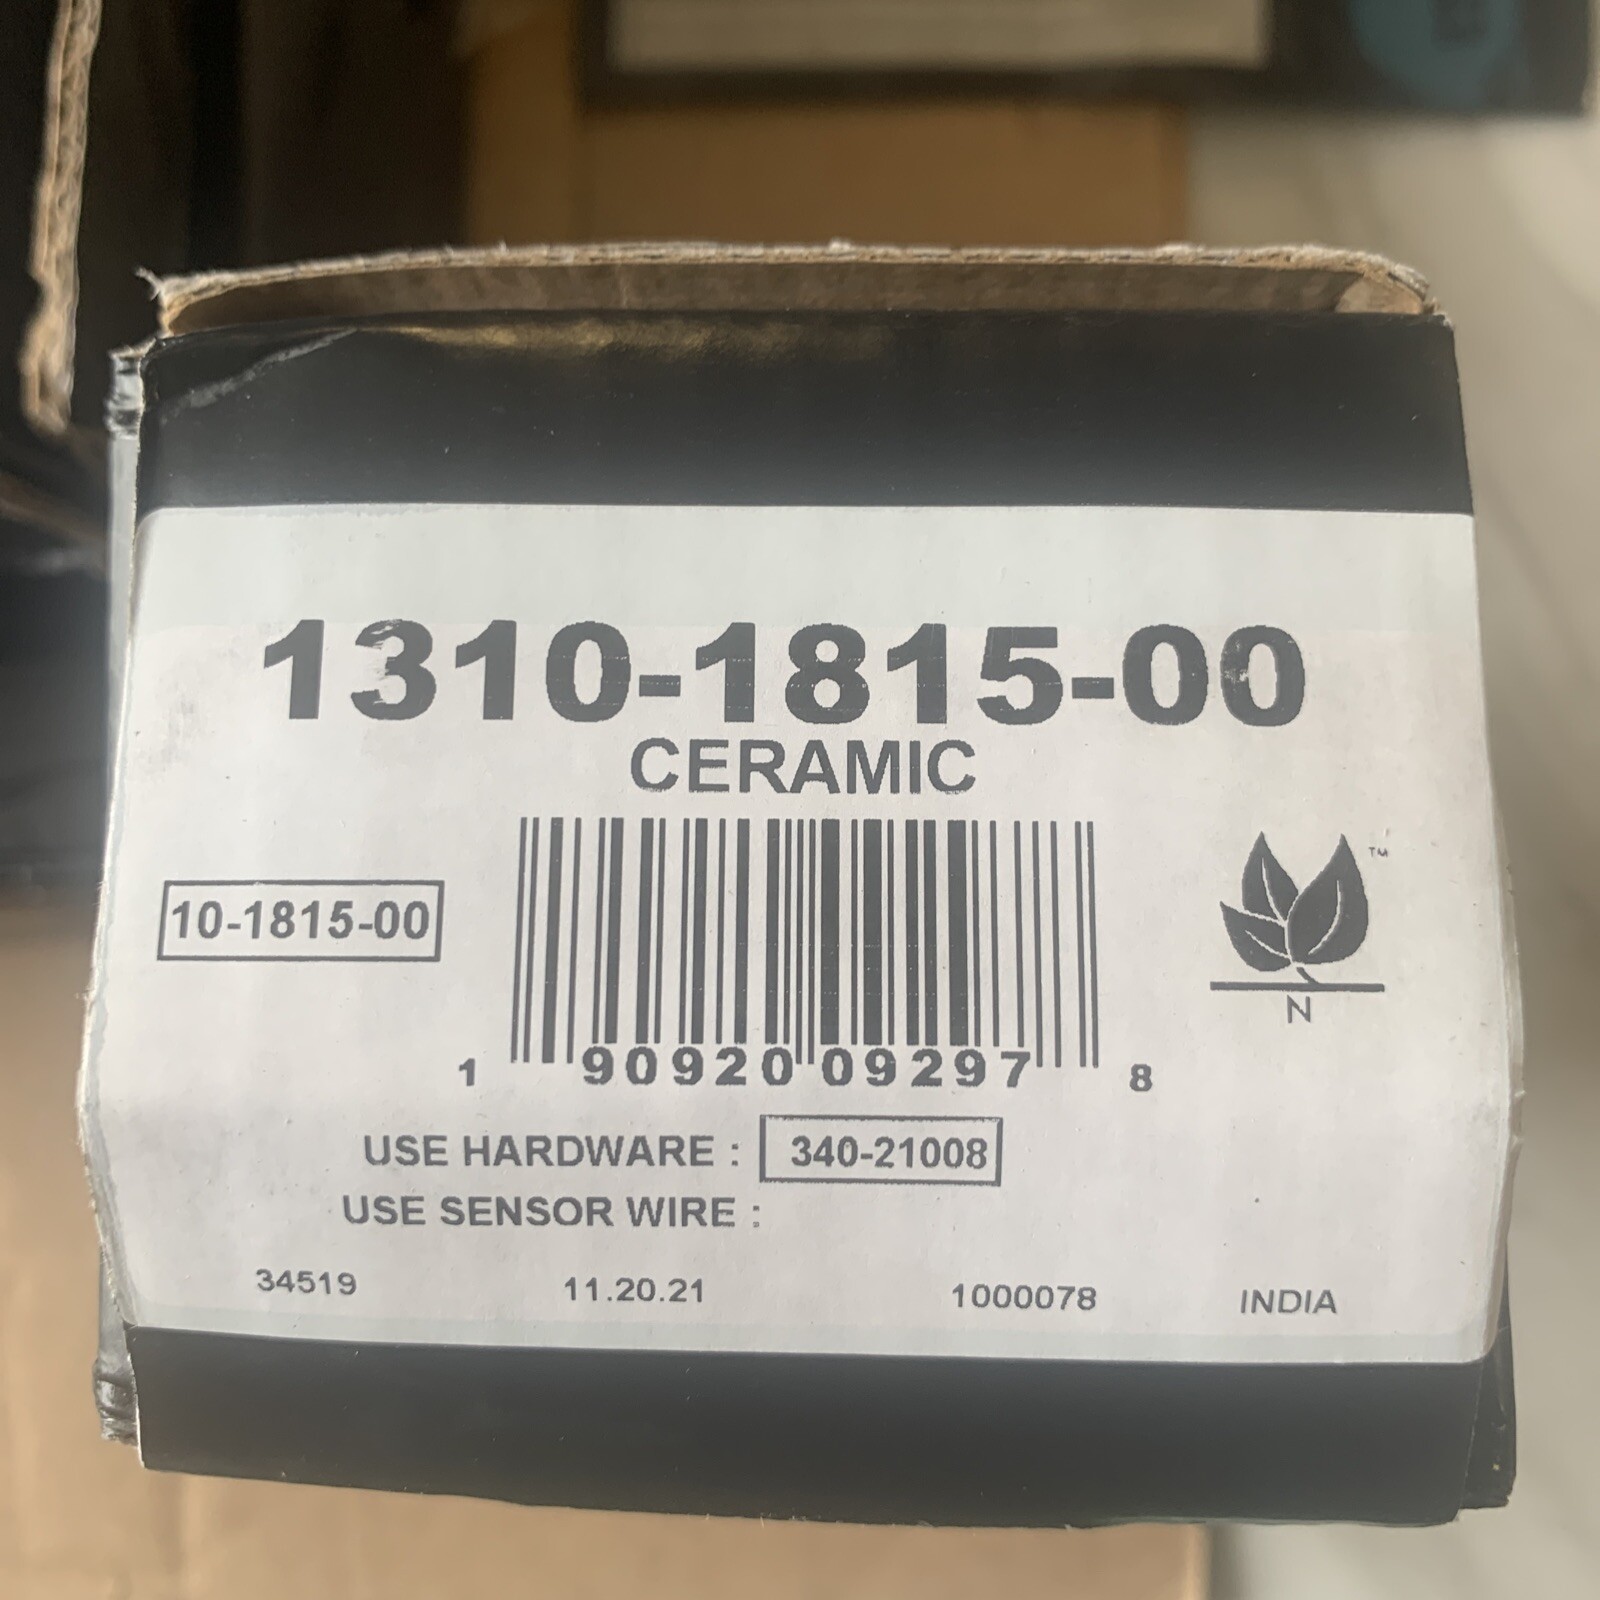 1310-1815-00
CERAMIC
10-1815-00
TM
N
1 90920 09297 8
USE HARDWARE : 340-21008
USE SENSOR WIRE :
34519 11.20.21 1000078 INDIA